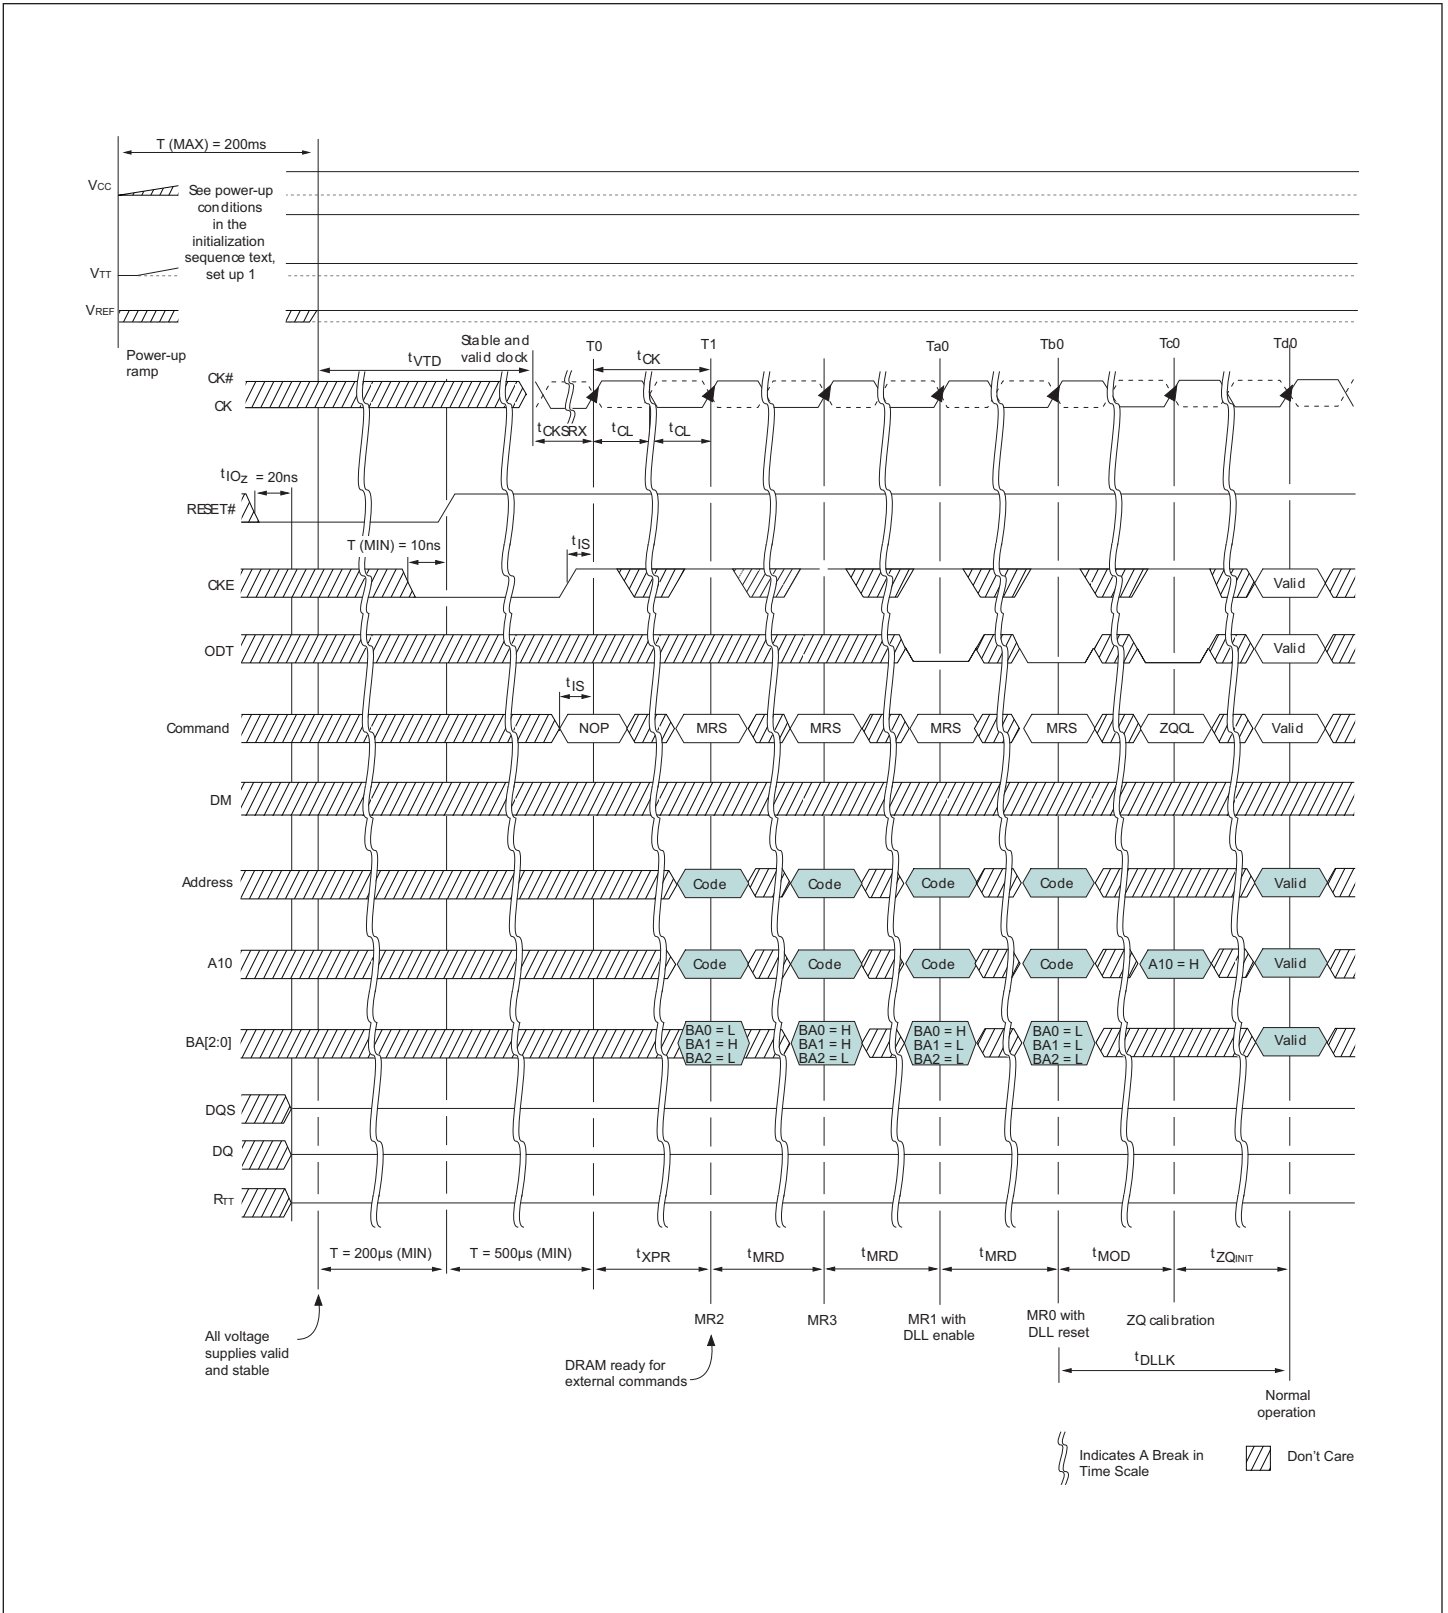 T (MAX) = 200ms
VCC
See power-up
conditions
in the
initialization
sequence text,
set up 1
VTT
VREF
Power-up
ramp
tVTD
Stable and
valid clock
T0
tCK
T1
Ta0
Tb0
Tc0
Td0
CK#
CK
tCKSRX
tCL
tCL
tIOZ = 20ns
RESET#
T (MIN) = 10ns
tIS
CKE
Valid
ODT
Valid
tIS
Command
NOP
MRS
MRS
MRS
MRS
ZQCL
Valid
DM
Address
Code
Code
Code
Code
Valid
A10
Code
Code
Code
Code
A10 = H
Valid
BA[2:0]
BA0 = L
BA1 = H
BA2 = L
BA0 = H
BA1 = H
BA2 = L
BA0 = H
BA1 = L
BA2 = L
BA0 = L
BA1 = L
BA2 = L
Valid
DQS
DQ
RTT
T = 200µs (MIN)
T = 500µs (MIN)
tXPR
tMRD
tMRD
tMRD
tMOD
tZQINIT
All voltage
supplies valid
and stable
MR2
MR3
MR1 with
DLL enable
MR0 with
DLL reset
ZQ calibration
DRAM ready for
external commands
tDLLK
Normal
operation
Indicates A Break in
Time Scale
Don't Care